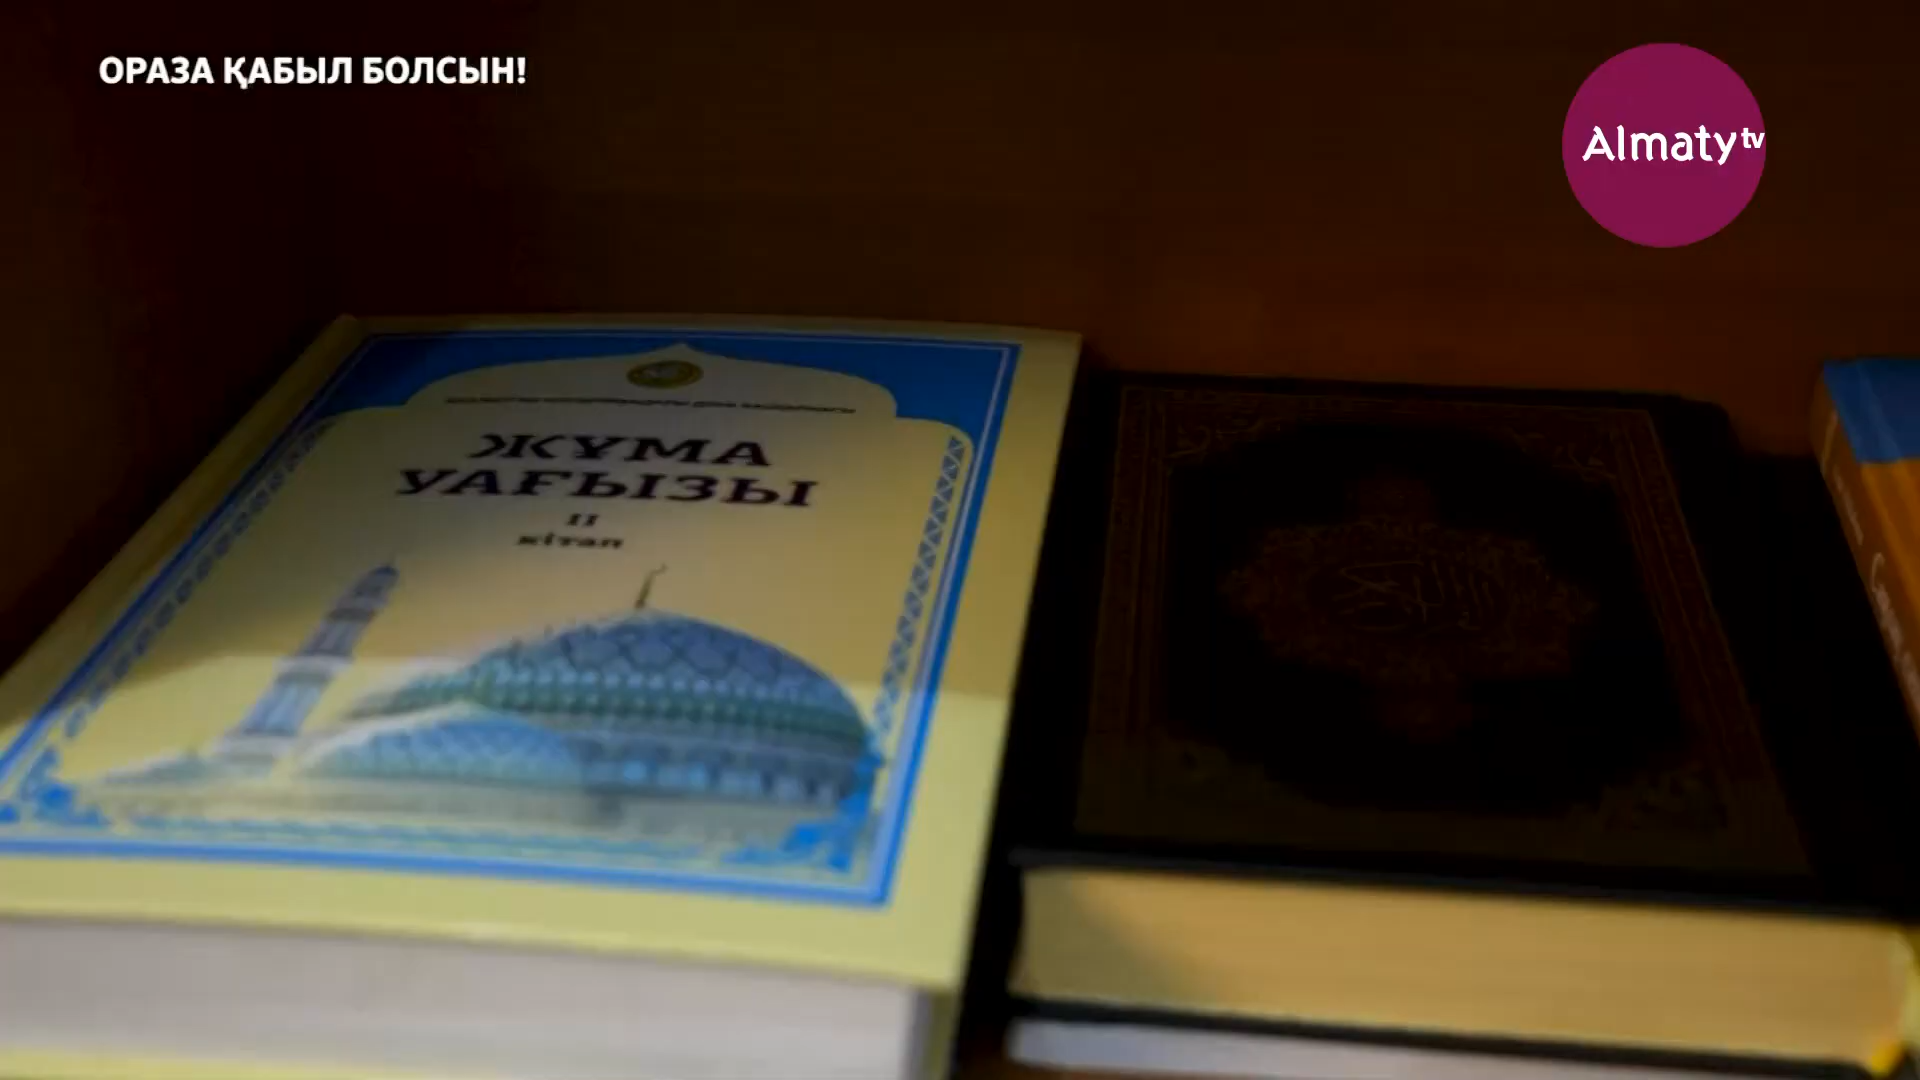 ОРАЗА ҚАБЫЛ БОЛСЫН!
Almaty tv
ЖҰМА
УАҒЫЗЫ
II
кітап